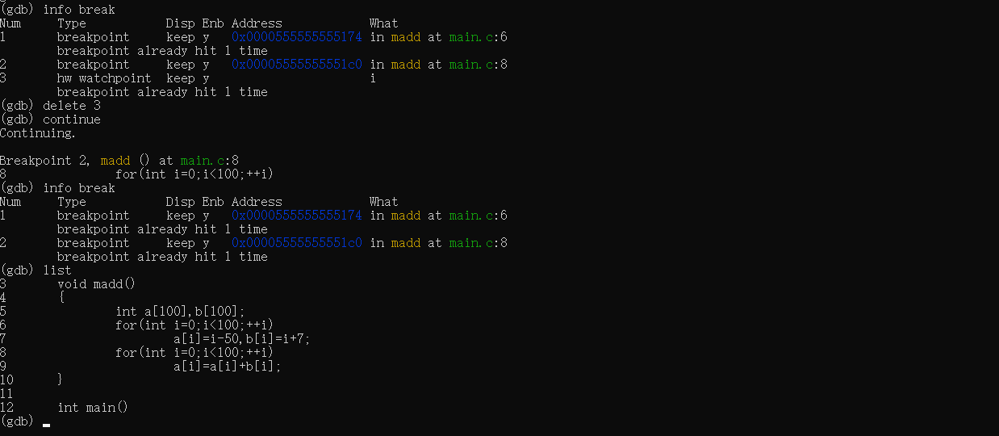 (gdb) info break
Num     Type           Disp Enb Address            What
1       breakpoint     keep y   0x0000555555555174 in madd at main.c:6
        breakpoint already hit 1 time
2       breakpoint     keep y   0x00005555555551c0 in madd at main.c:8
3       hw watchpoint  keep y                      i
        breakpoint already hit 1 time
(gdb) delete 3
(gdb) continue
Continuing.

Breakpoint 2, madd () at main.c:8
8               for(int i=0;i<100;++i)
(gdb) info break
Num     Type           Disp Enb Address            What
1       breakpoint     keep y   0x0000555555555174 in madd at main.c:6
        breakpoint already hit 1 time
2       breakpoint     keep y   0x00005555555551c0 in madd at main.c:8
        breakpoint already hit 1 time
(gdb) list
3       void madd()
4       {
5               int a[100],b[100];
6               for(int i=0;i<100;++i)
7                       a[i]=i-50,b[i]=i+7;
8               for(int i=0;i<100;++i)
9                       a[i]=a[i]+b[i];
10      }
11
12      int main()
(gdb)